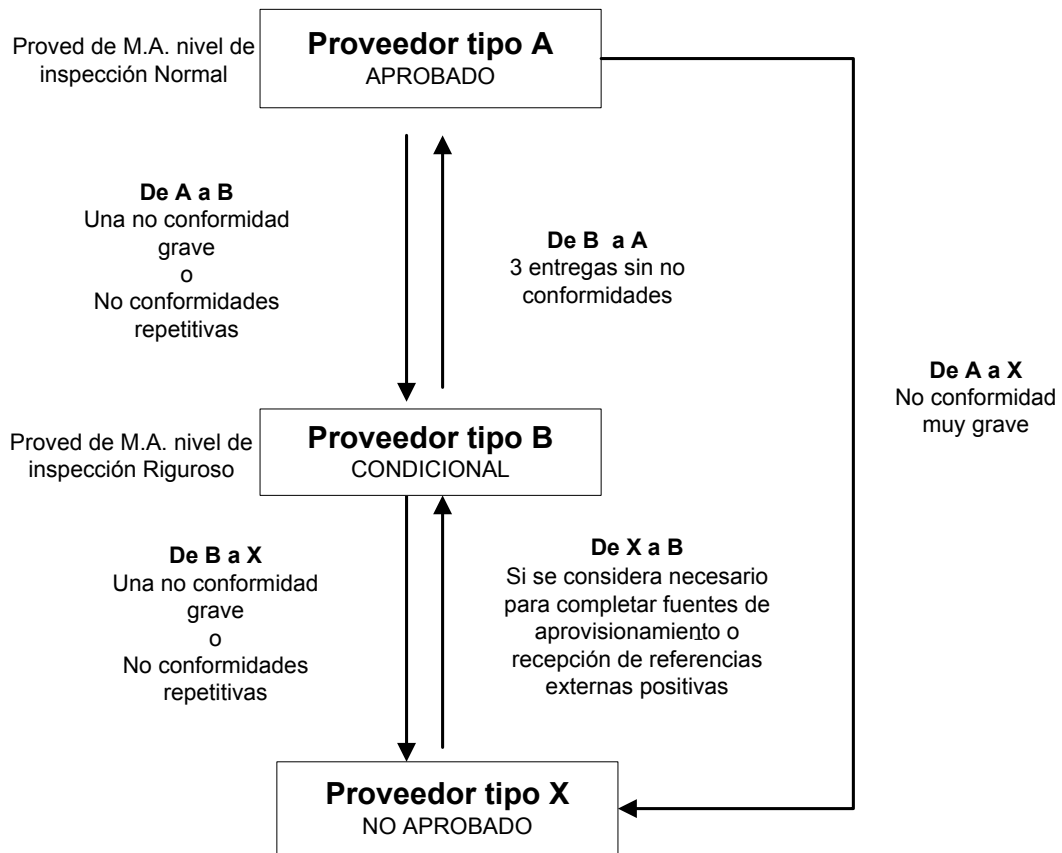 Proved de M.A. nivel de
inspección Normal
Proveedor tipo A
APROBADO
De A a B
Una no conformidad
grave
o
No conformidades
repetitivas
De B a A
3 entregas sin no
conformidades
De A a X
No conformidad
muy grave
Proved de M.A. nivel de
inspección Riguroso
Proveedor tipo B
CONDICIONAL
De B a X
Una no conformidad
grave
o
No conformidades
repetitivas
De X a B
Si se considera necesario
para completar fuentes de
aprovisionamiento o
recepción de referencias
externas positivas
Proveedor tipo X
NO APROBADO